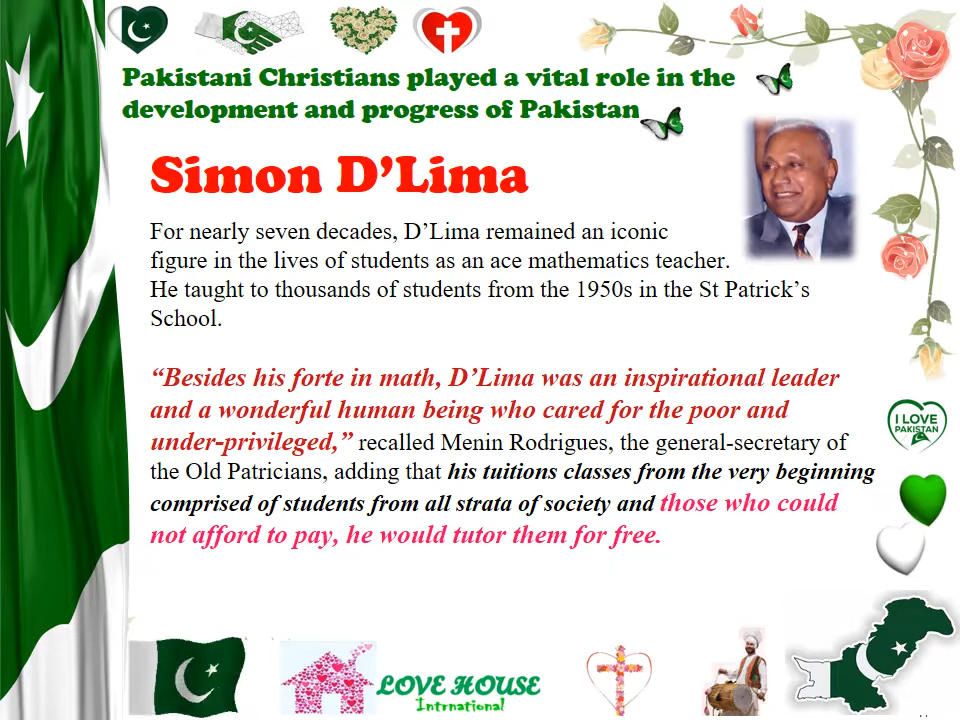 Pakistani Christians played a vital role in the
development and progress of Pakistan
Simon D’Lima
For nearly seven decades, D’Lima remained an iconic
figure in the lives of students as an ace mathematics teacher.
He taught to thousands of students from the 1950s in the St Patrick’s
School.
“Besides his forte in math, D’Lima was an inspirational leader
and a wonderful human being who cared for the poor and
under-privileged,” recalled Menin Rodrigues, the general-secretary of
the Old Patricians, adding that his tuitions classes from the very beginning
comprised of students from all strata of society and those who could
not afford to pay, he would tutor them for free.
I LOVE
PAKISTAN
LOVE HOUSE
Intrnational